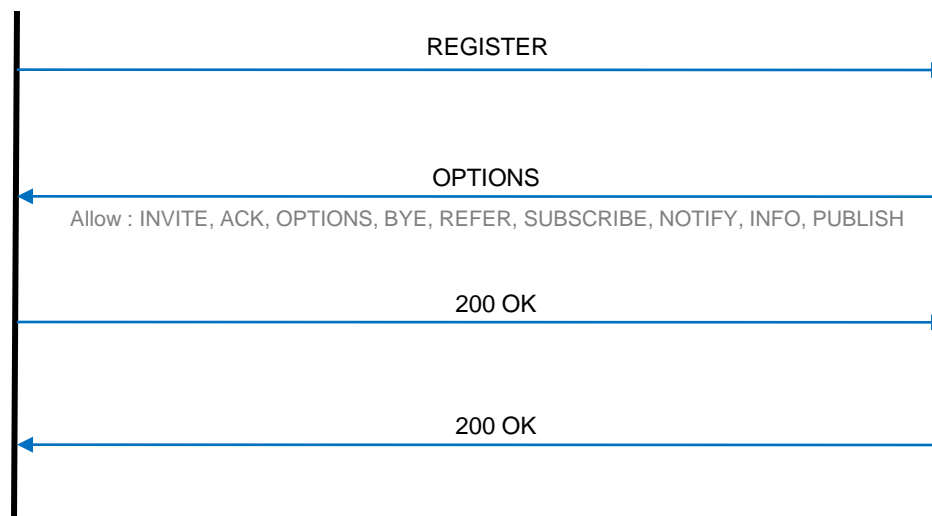 REGISTER
OPTIONS
Allow : INVITE, ACK, OPTIONS, BYE, REFER, SUBSCRIBE, NOTIFY, INFO, PUBLISH
200 OK
200 OK